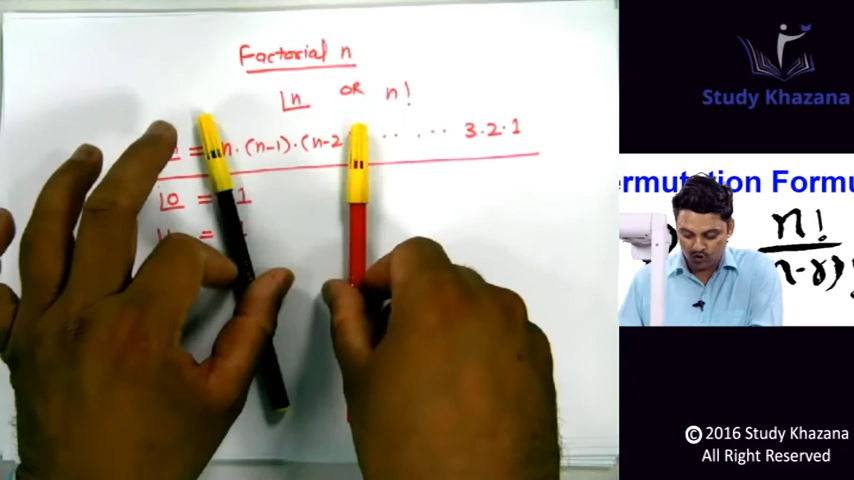 Factorial n
|n OR n!
= n · (n-1) · (n-2 · · · · · 3 · 2 · 1
|0 = 1
=
Study Khazana
ermutation Formu
n!
n-r)
© 2016 Study Khazana
All Right Reserved